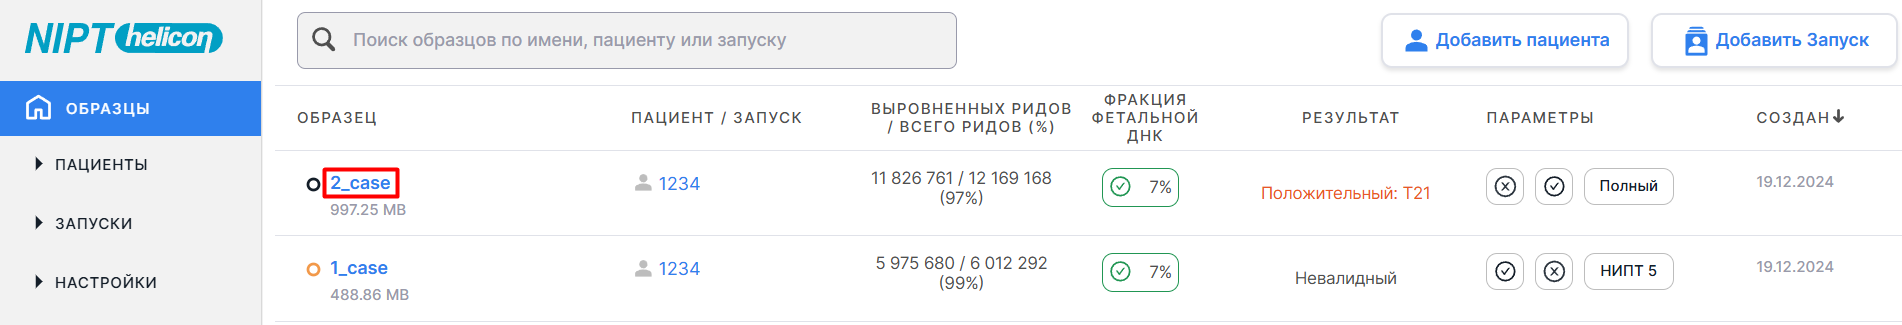 NIPT helicon
Поиск образцов по имени, пациенту или запуску
Добавить пациента
Добавить Запуск
ОБРАЗЦЫ
ПАЦИЕНТЫ
ЗАПУСКИ
НАСТРОЙКИ
ОБРАЗЕЦ
ПАЦИЕНТ / ЗАПУСК
ВЫРОВНЕННЫХ РИДОВ
/ ВСЕГО РИДОВ (%)
ФРАКЦИЯ
ФЕТАЛЬНОЙ
ДНК
РЕЗУЛЬТАТ
ПАРАМЕТРЫ
СОЗДАН
2_case
997.25 MB
1234
11 826 761 / 12 169 168
(97%)
7%
Положительный: Т21
Полный
19.12.2024
1_case
488.86 MB
1234
5 975 680 / 6 012 292
(99%)
7%
Невалидный
НИПТ 5
19.12.2024